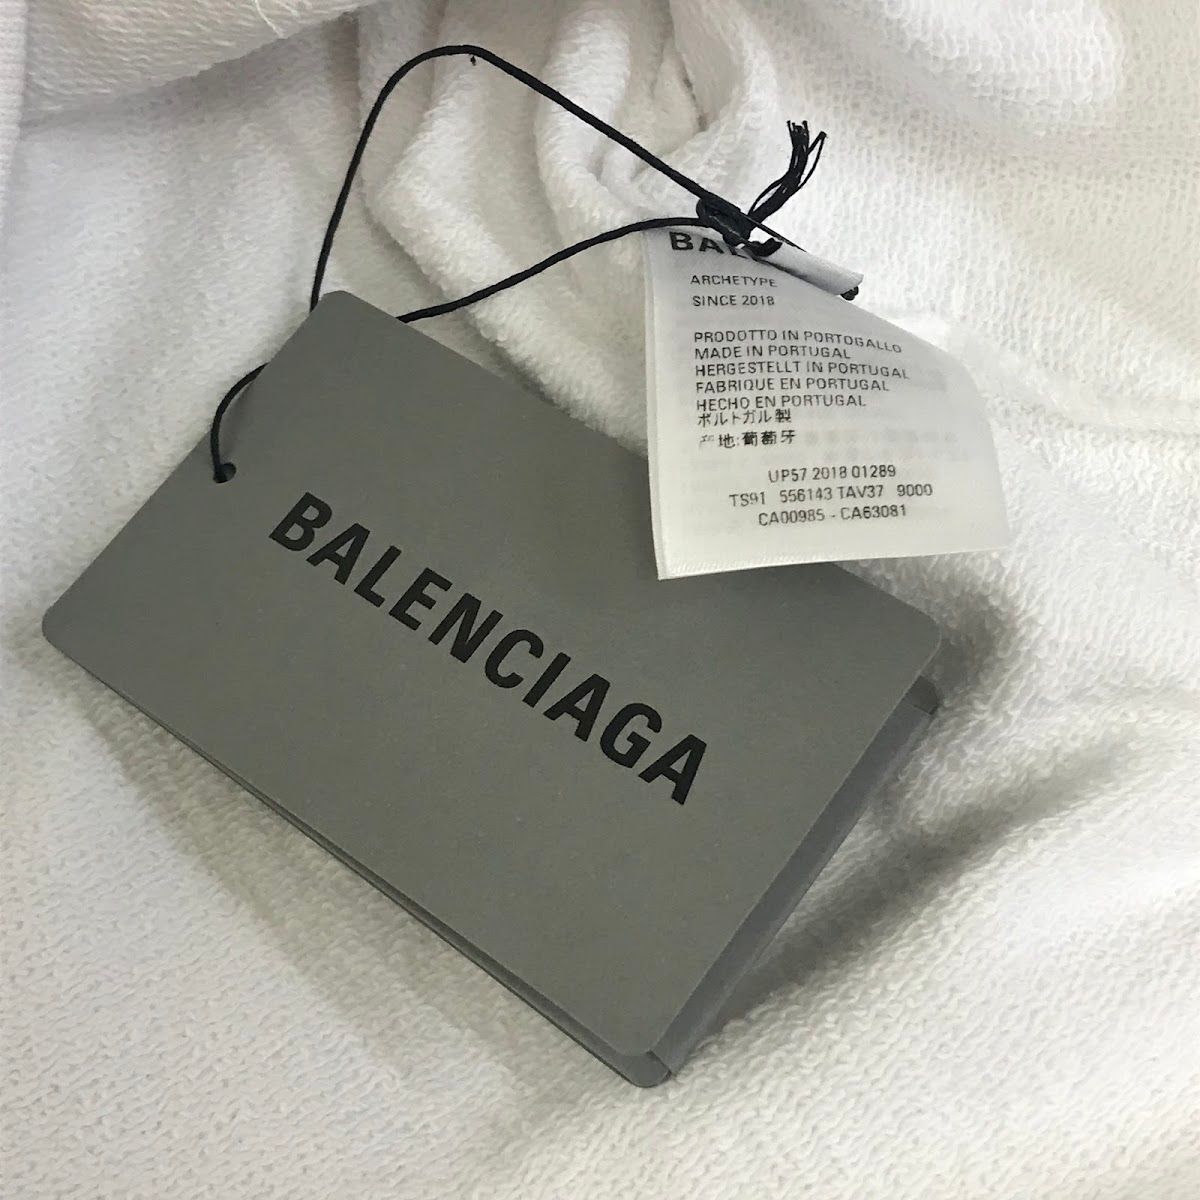 BALENCIAGA
ARCHETYPE
SINCE 2018
PRODOTTO IN PORTOGALLO
MADE IN PORTUGAL
HERGESTELLT IN PORTUGAL
FABRIQUE EN PORTUGAL
HECHO EN PORTUGAL
ポルトガル製
产地:葡萄牙
UP57 2018 01289
TS91 556143 TAV37 9000
CA00985 - CA63081